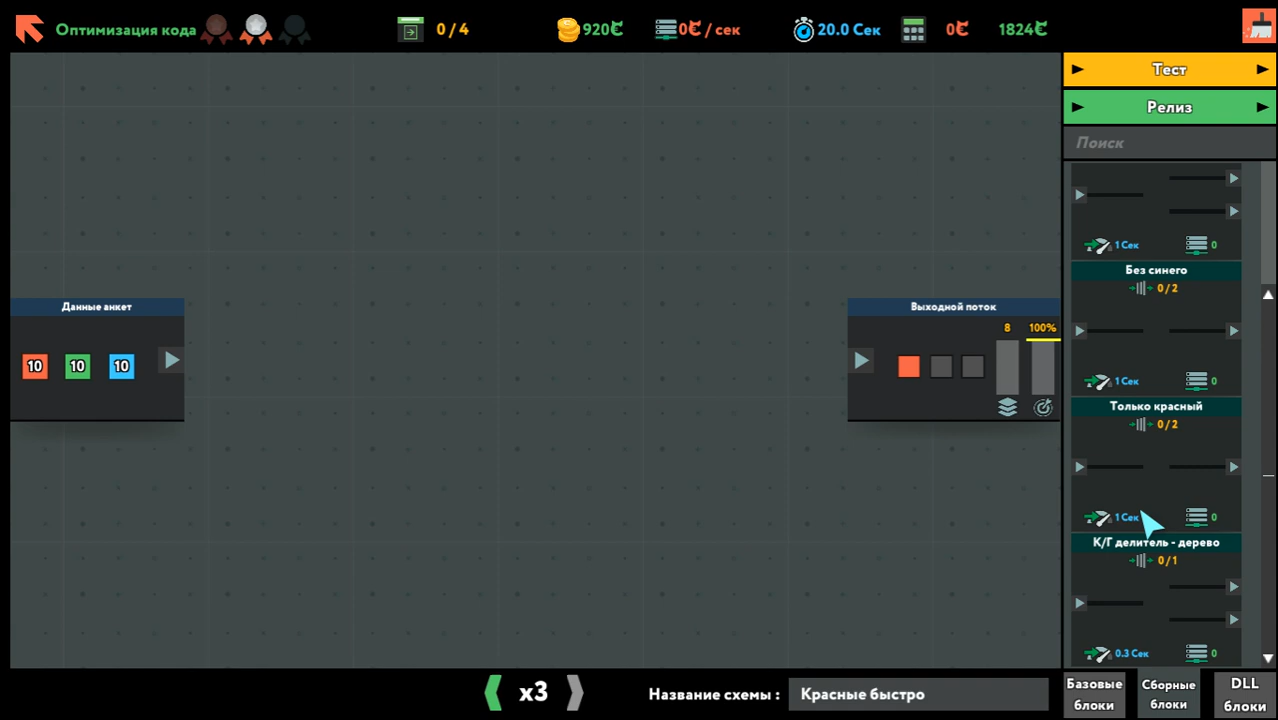 Оптимизация кода
0 / 4
920₾
0₾ / сек
20.0 Сек
0₾
1824₾
Тест
Релиз
Поиск
1 Сек
0
Без синего
0 / 2
1 Сек
0
Только красный
0 / 2
1 Сек
0
К/Г делитель - дерево
0 / 1
0.3 Сек
0
Данные анкет
10 10 10
Выходной поток
8 100%
x3
Название схемы :
Красные быстро
Базовые блоки
Сборные блоки
DLL блоки